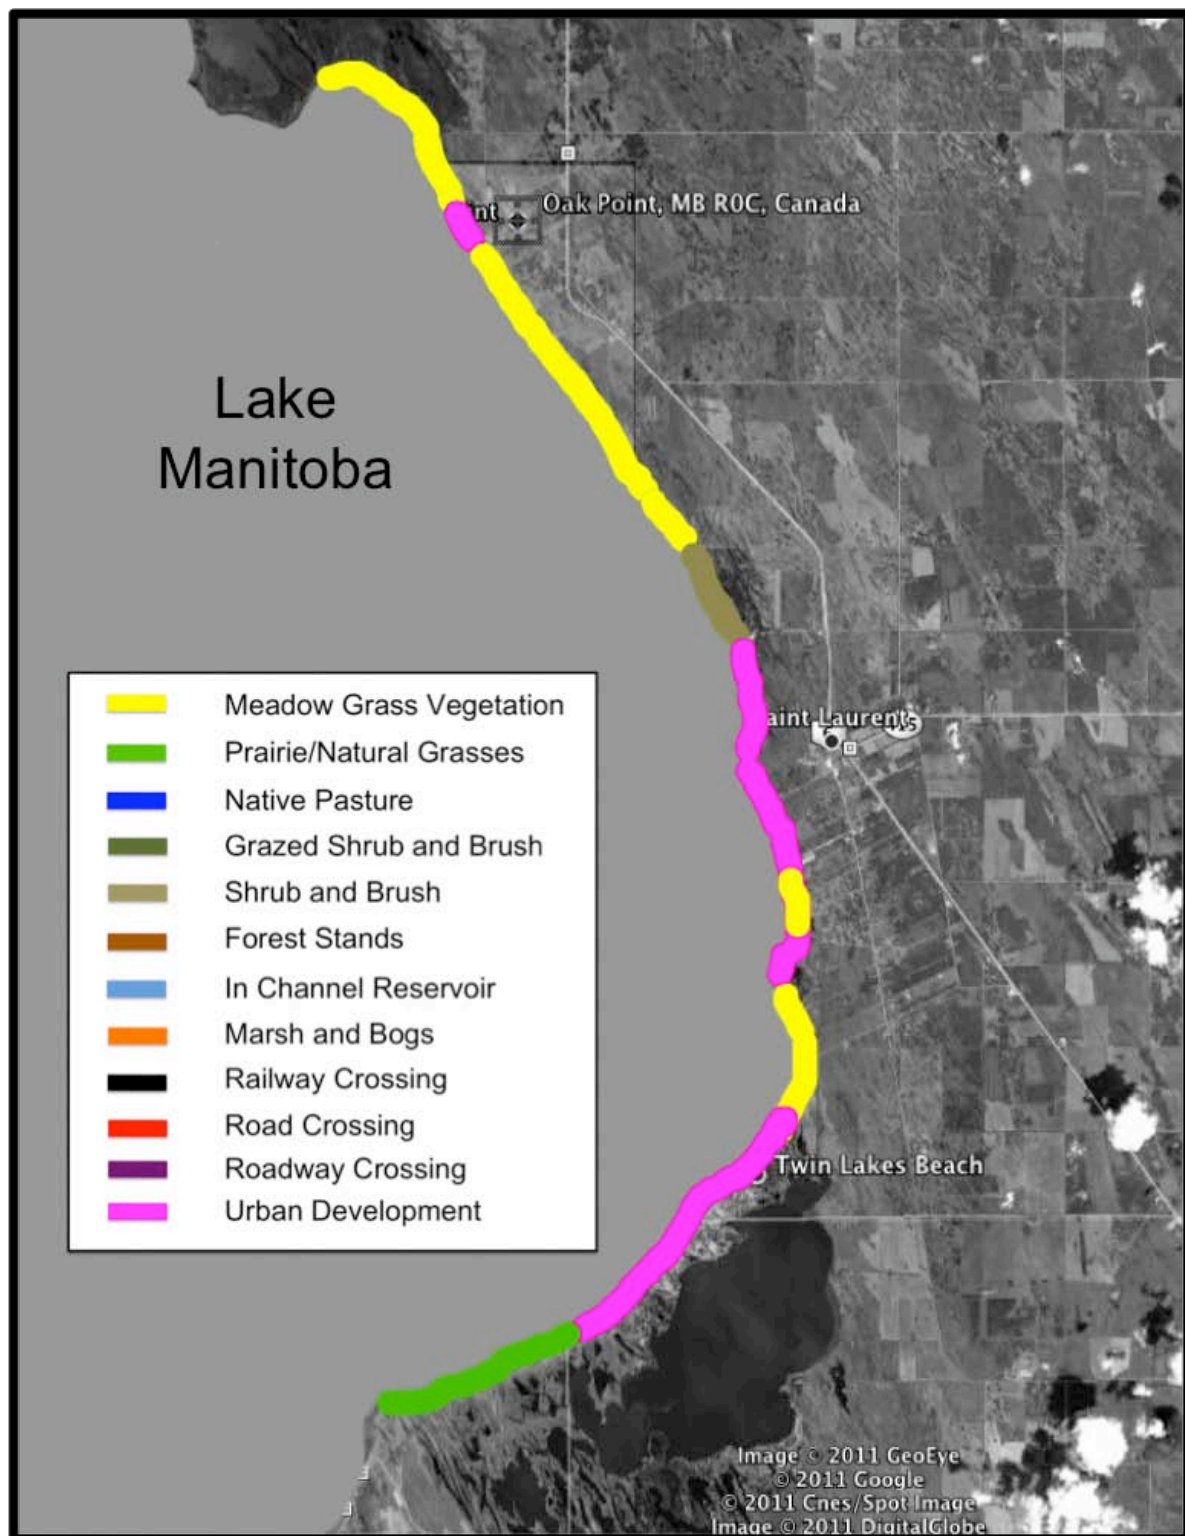 int
Oak Point, MB R0C, Canada
Lake
Manitoba
Meadow Grass Vegetation
Prairie/Natural Grasses
Native Pasture
Grazed Shrub and Brush
Shrub and Brush
Forest Stands
In Channel Reservoir
Marsh and Bogs
Railway Crossing
Road Crossing
Roadway Crossing
Urban Development
aint Laurent
415
Twin Lakes Beach
Image © 2011 GeoEye
© 2011 Google
© 2011 Cnes/Spot Image
Image © 2011 DigitalGlobe